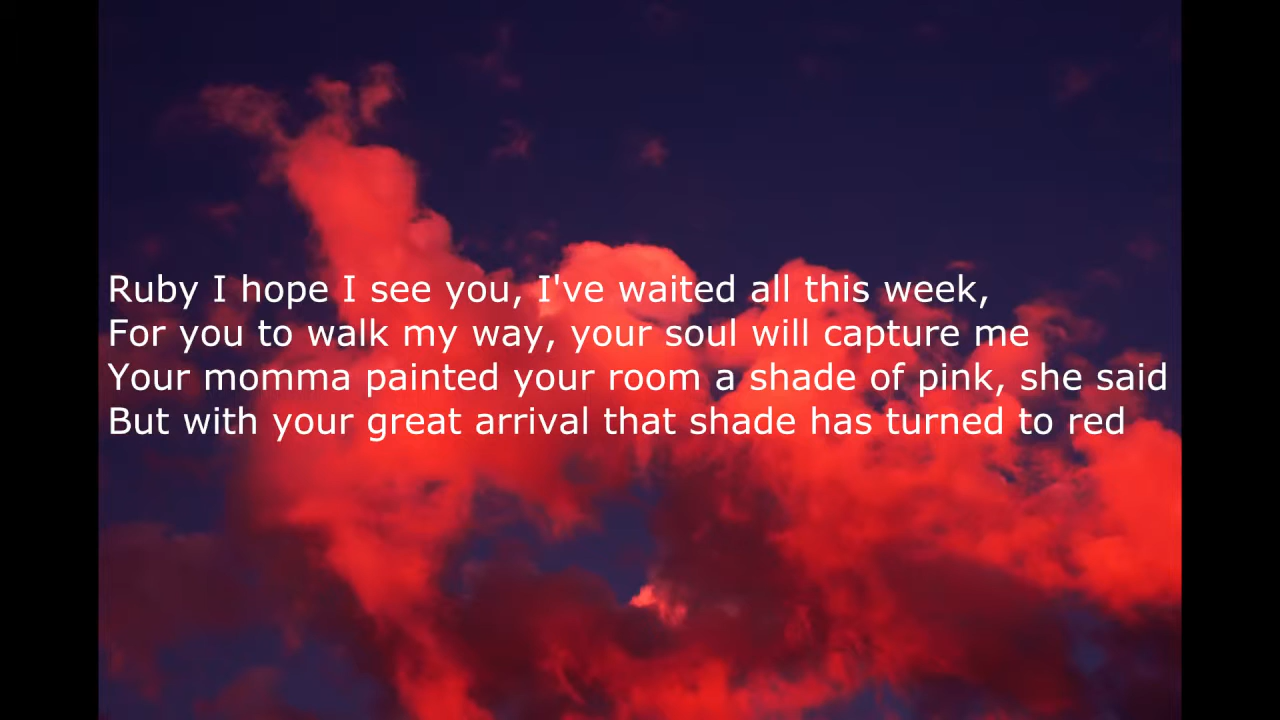 Ruby I hope I see you, I've waited all this week,
For you to walk my way, your soul will capture me
Your momma painted your room a shade of pink, she said
But with your great arrival that shade has turned to red